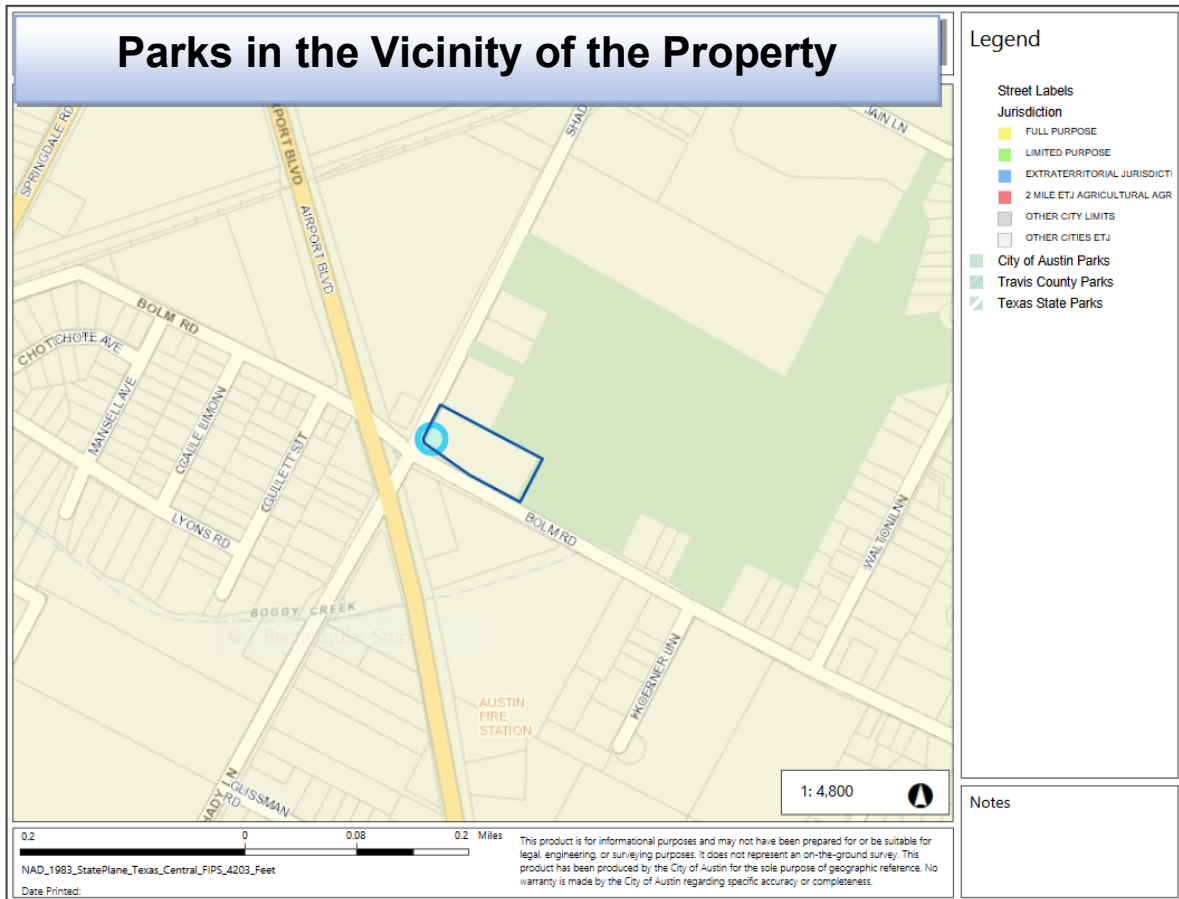 Parks in the Vicinity of the Property
Legend
Street Labels
Jurisdiction
FULL PURPOSE
LIMITED PURPOSE
EXTRATERRITORIAL JURISDICTI
2 MILE ETJ AGRICULTURAL AGR
OTHER CITY LIMITS
OTHER CITIES ETJ
City of Austin Parks
Travis County Parks
Texas State Parks
SPRINGDALE RD
RPORT BLVD
AIRPORT BLVD
SHAD
JAIN LN
BOLM RD
CHOTE AVE
MANSELL AVE
LYONS RD
BOLM RD
BOGGY CREEK
Rectangular Snip
AUSTIN
FIRE
STATION
HADY LN
GLISSMAN
RD
1: 4,800
Notes
0.2 0 0.08 0.2 Miles
NAD_1983_StatePlane_Texas_Central_FIPS_4203_Feet
Date Printed:
This product is for informational purposes and may not have been prepared for or be suitable for
legal, engineering, or surveying purposes. It does not represent an on-the-ground survey. This
product has been produced by the City of Austin for the sole purpose of geographic reference. No
warranty is made by the City of Austin regarding specific accuracy or completeness.